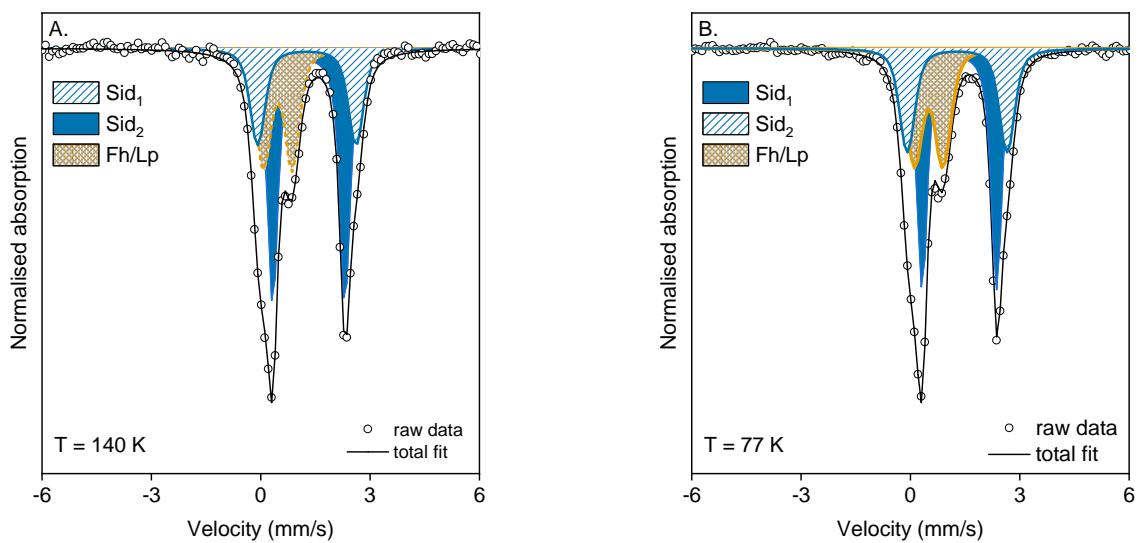 A.
Sid₁
Sid₂
Fh/Lp
Normalised absorption
T = 140 K
raw data
total fit
-6 -3 0 3 6
Velocity (mm/s)
B.
Sid₁
Sid₂
Fh/Lp
Normalised absorption
T = 77 K
raw data
total fit
-6 -3 0 3 6
Velocity (mm/s)